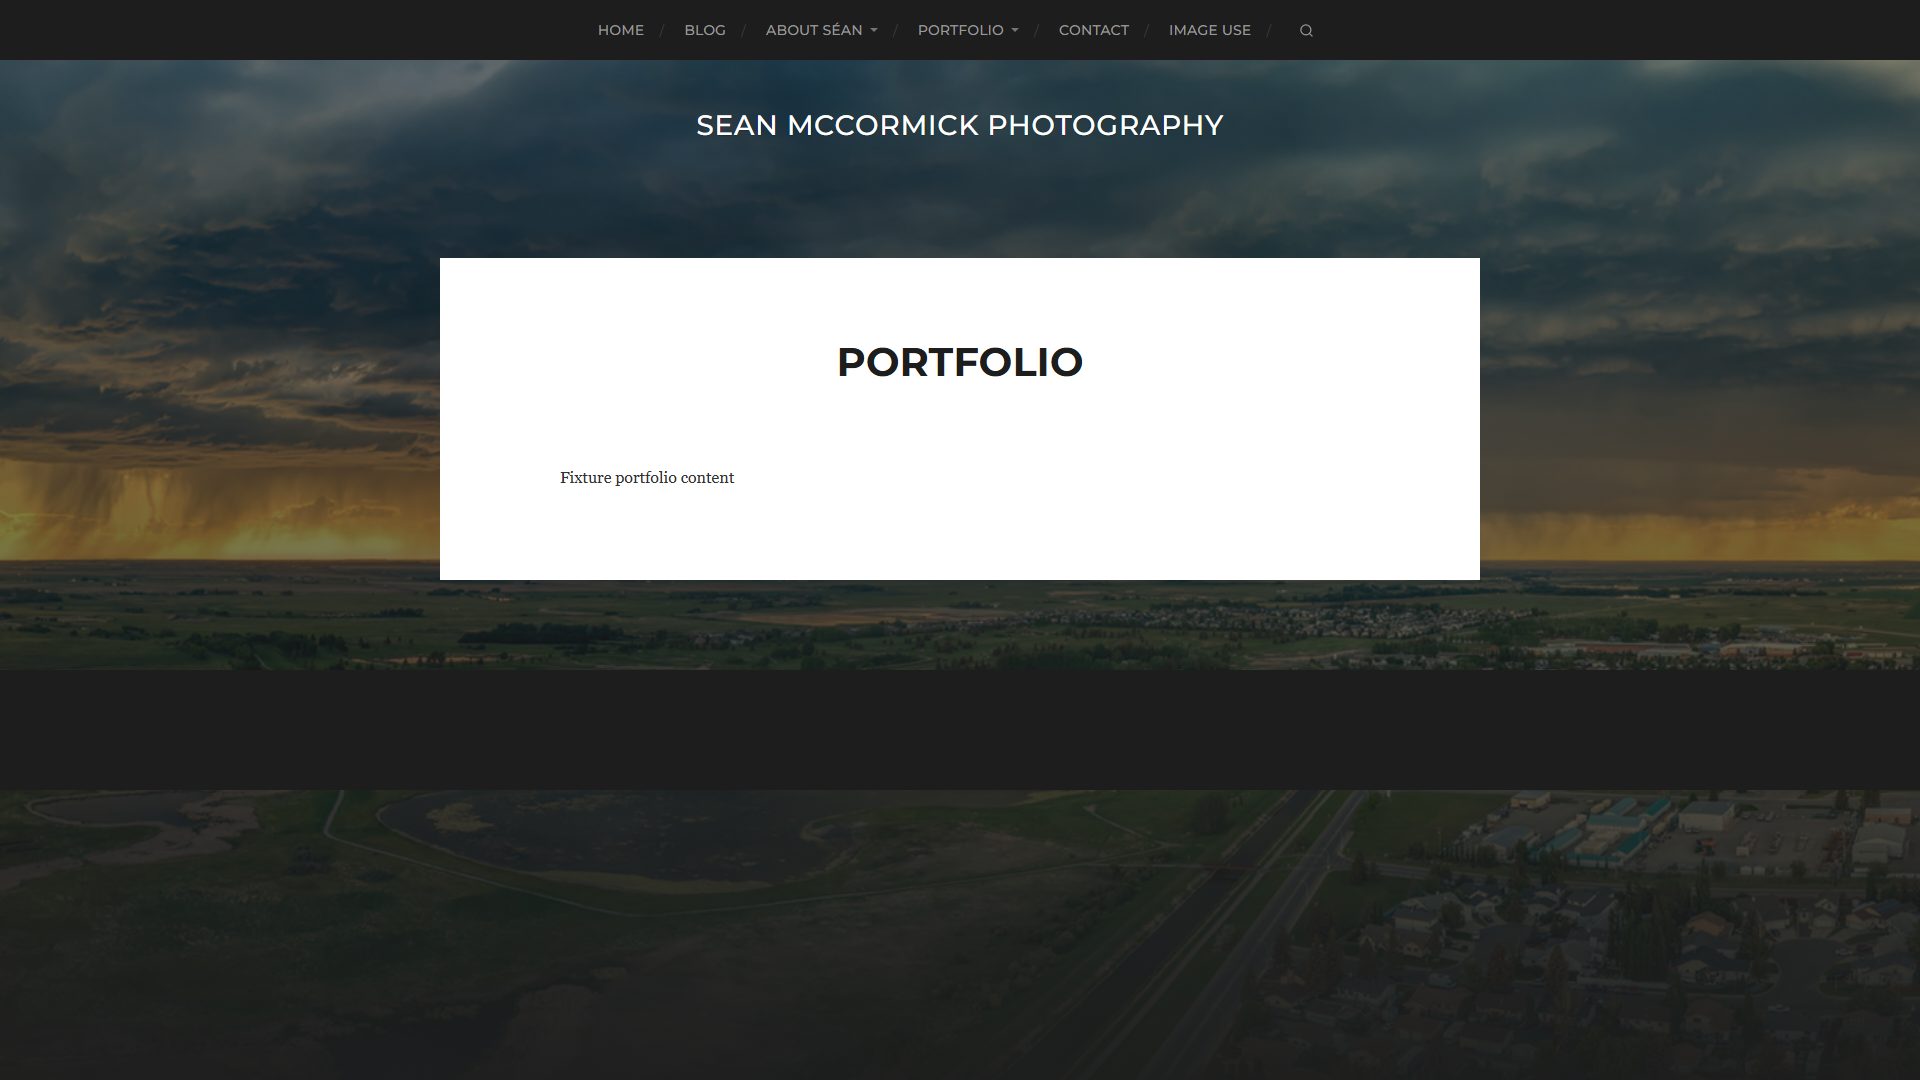 HOME / BLOG / ABOUT SÉAN / PORTFOLIO / CONTACT / IMAGE USE /
SEAN MCCORMICK PHOTOGRAPHY
PORTFOLIO
Fixture portfolio content